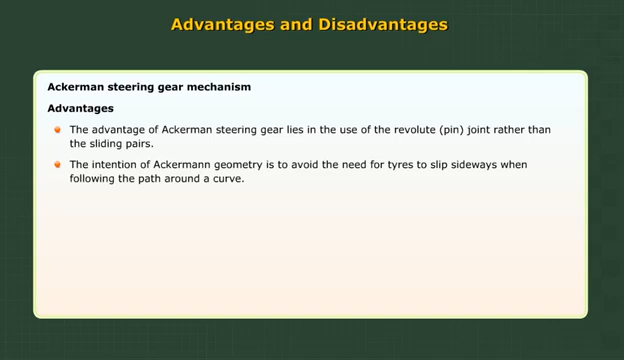 Advantages and Disadvantages
Ackerman steering gear mechanism
Advantages
The advantage of Ackerman steering gear lies in the use of the revolute (pin) joint rather than
the sliding pairs.
The intention of Ackermann geometry is to avoid the need for tyres to slip sideways when
following the path around a curve.